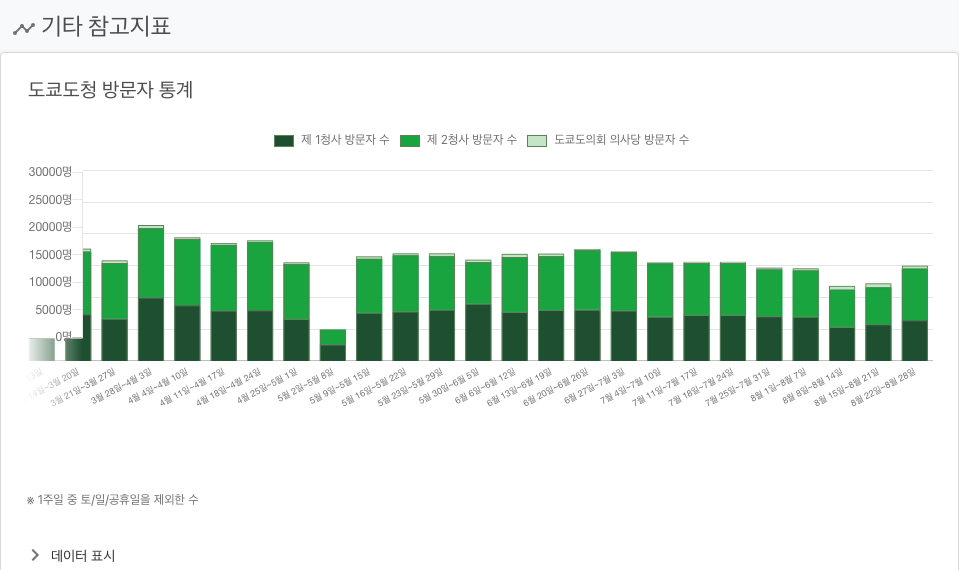 기타 참고지표
도쿄도청 방문자 통계
제 1청사 방문자 수 제 2청사 방문자 수 도쿄도의회 의사당 방문자 수
30000명
25000명
20000명
15000명
10000명
5000명
0명
3월 20일
3월 21일~3월 27일
3월 28일~4월 3일
4월 4일~4월 10일
4월 11일~4월 17일
4월 18일~4월 24일
4월 25일~5월 1일
5월 2일~5월 8일
5월 9일~5월 15일
5월 16일~5월 22일
5월 23일~5월 29일
5월 30일~6월 5일
6월 6일~6월 12일
6월 13일~6월 19일
6월 20일~6월 26일
6월 27일~7월 3일
7월 4일~7월 10일
7월 11일~7월 17일
7월 18일~7월 24일
7월 25일~7월 31일
8월 1일~8월 7일
8월 8일~8월 14일
8월 15일~8월 21일
8월 22일~8월 28일
※ 1주일 중 토/일/공휴일을 제외한 수
데이터 표시